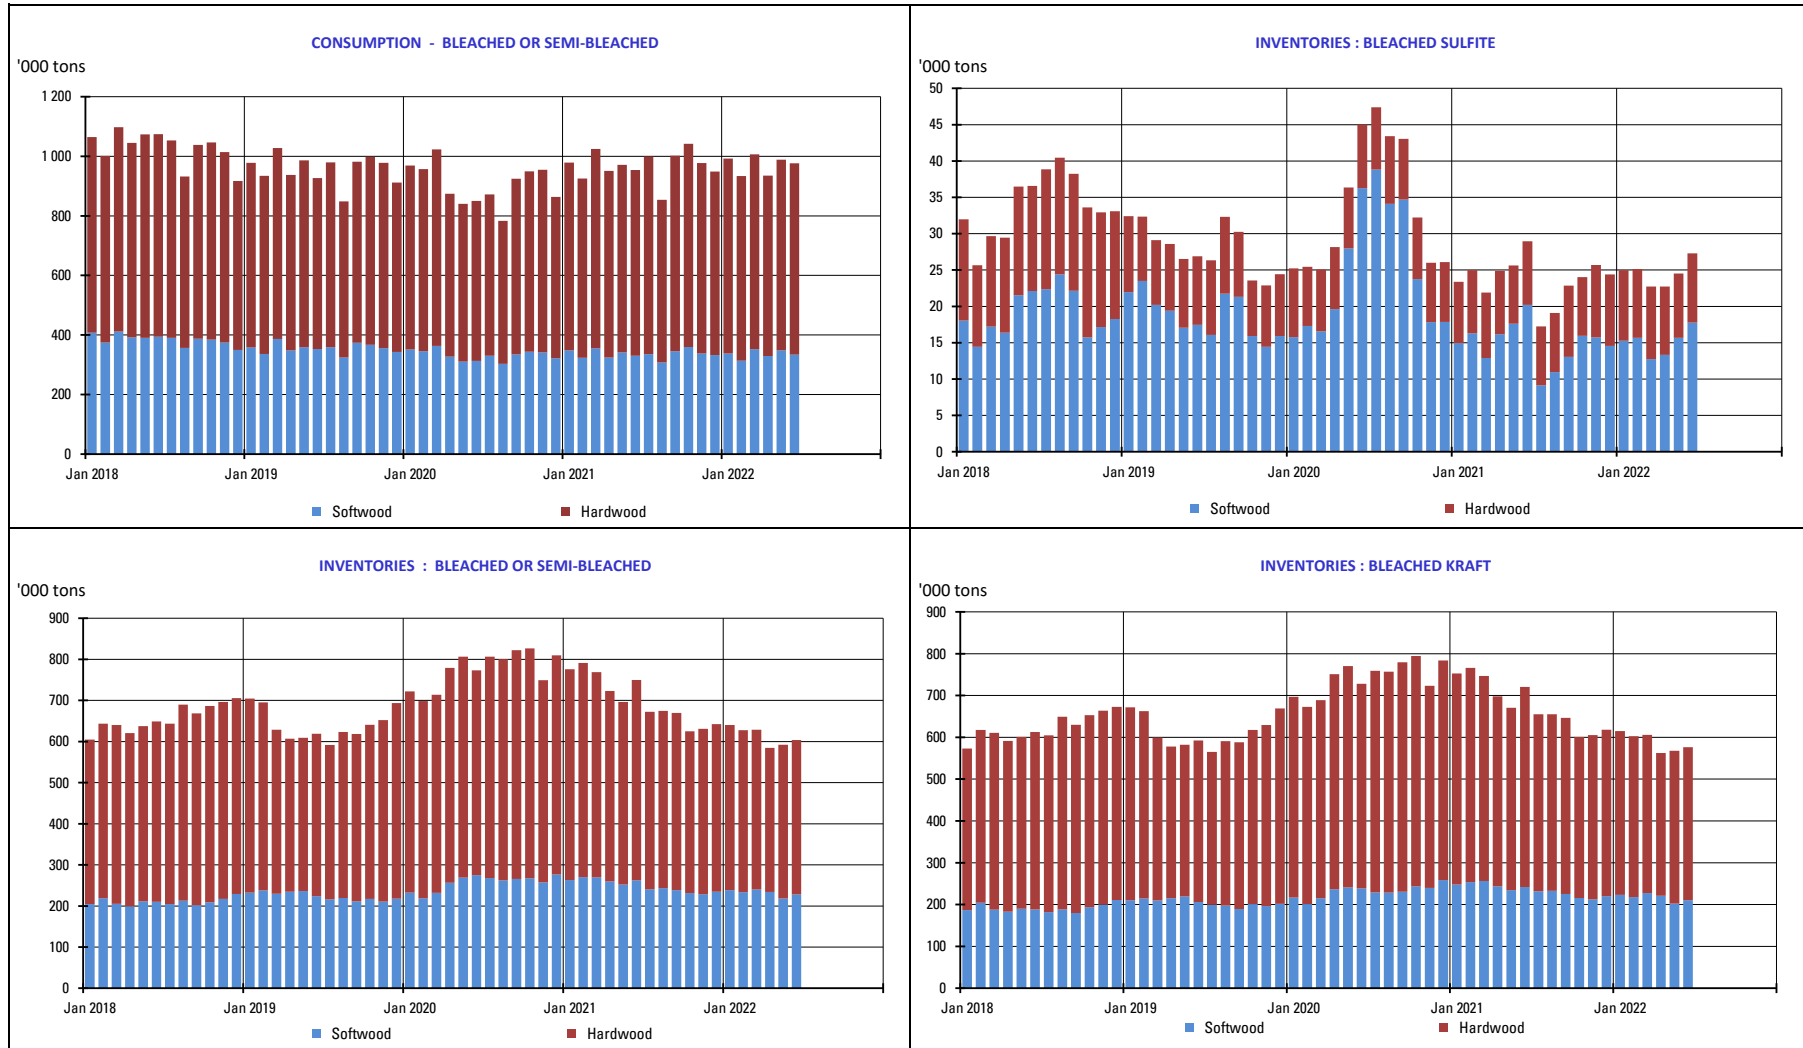 CONSUMPTION - BLEACHED OR SEMI-BLEACHED
'000 tons
1 200
1 000
800
600
400
200
0
Jan 2018 Jan 2019 Jan 2020 Jan 2021 Jan 2022
Softwood Hardwood
INVENTORIES : BLEACHED SULFITE
'000 tons
50
45
40
35
30
25
20
15
10
5
0
Jan 2018 Jan 2019 Jan 2020 Jan 2021 Jan 2022
Softwood Hardwood
INVENTORIES : BLEACHED OR SEMI-BLEACHED
'000 tons
900
800
700
600
500
400
300
200
100
0
Jan 2018 Jan 2019 Jan 2020 Jan 2021 Jan 2022
Softwood Hardwood
INVENTORIES : BLEACHED KRAFT
'000 tons
900
800
700
600
500
400
300
200
100
0
Jan 2018 Jan 2019 Jan 2020 Jan 2021 Jan 2022
Softwood Hardwood